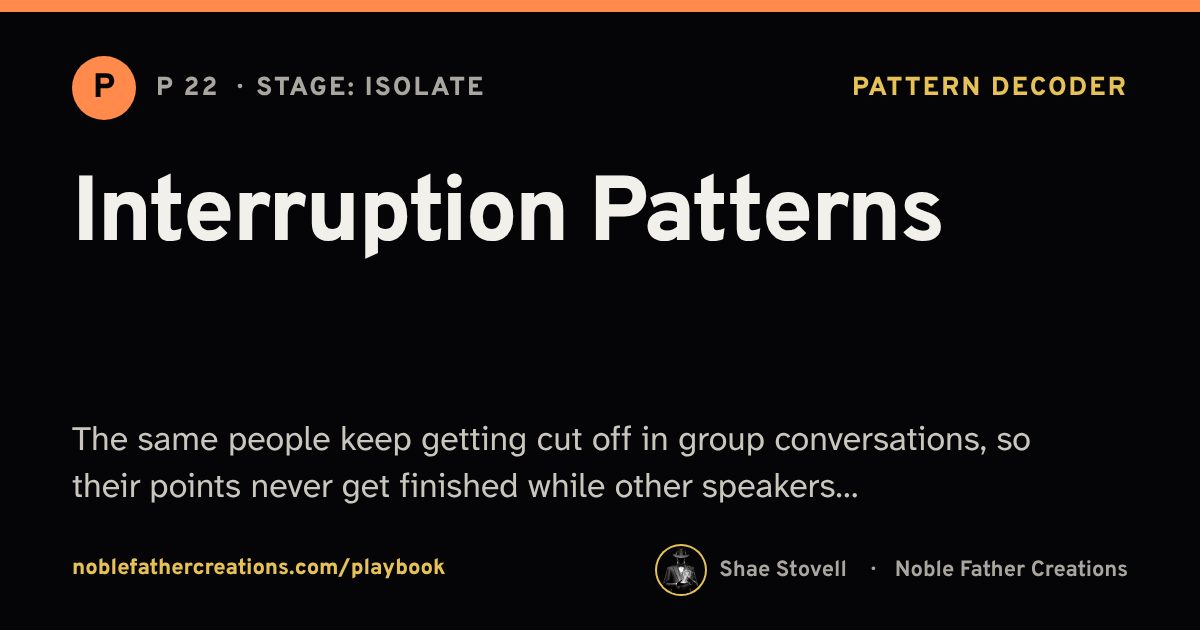 P
P 22 · STAGE: ISOLATE
PATTERN DECODER
Interruption Patterns
The same people keep getting cut off in group conversations, so
their points never get finished while other speakers...
noblefathercreations.com/playbook
Shae Stovell · Noble Father Creations